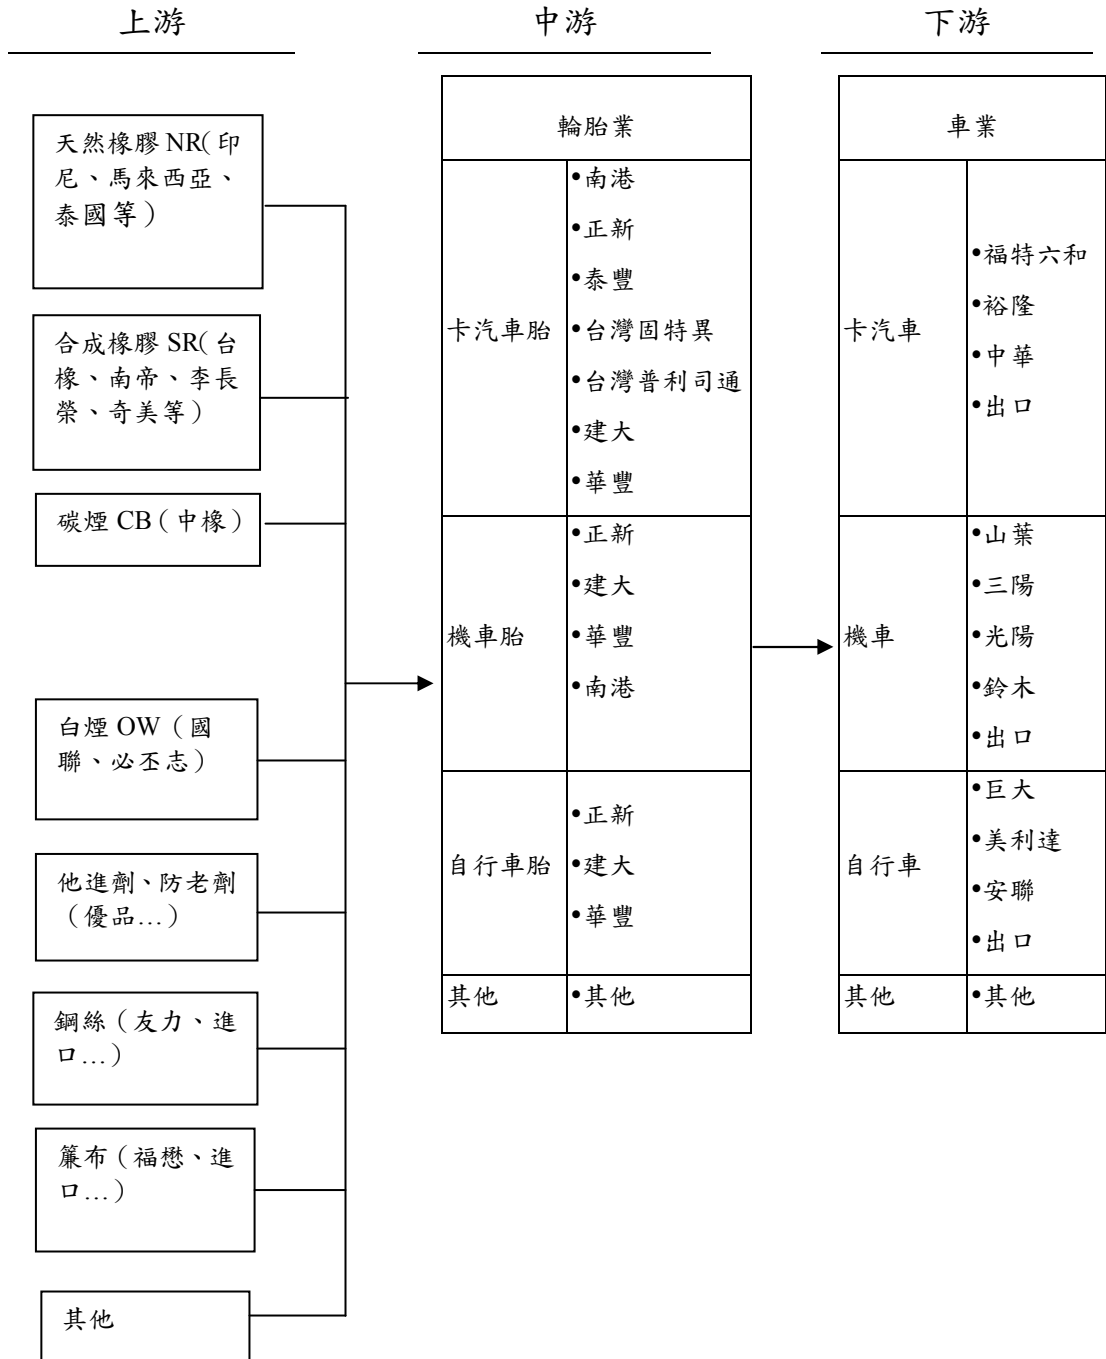 上游
中游
下游
天然橡膠 NR(印
尼、馬來西亞、
泰國等)
合成橡膠 SR(台
橡、南帝、李長
榮、奇美等)
碳煙 CB(中橡)
白煙 OW(國
聯、必丕志)
他進劑、防老劑
(優品…)
鋼絲(友力、進
口…)
簾布(福懋、進
口…)
其他
輪胎業
卡汽車胎
•南港
•正新
•泰豐
•台灣固特異
•台灣普利司通
•建大
•華豐
機車胎
•正新
•建大
•華豐
•南港
自行車胎
•正新
•建大
•華豐
其他
•其他
車業
卡汽車
•福特六和
•裕隆
•中華
•出口
機車
•山葉
•三陽
•光陽
•鈴木
•出口
自行車
•巨大
•美利達
•安聯
•出口
其他
•其他